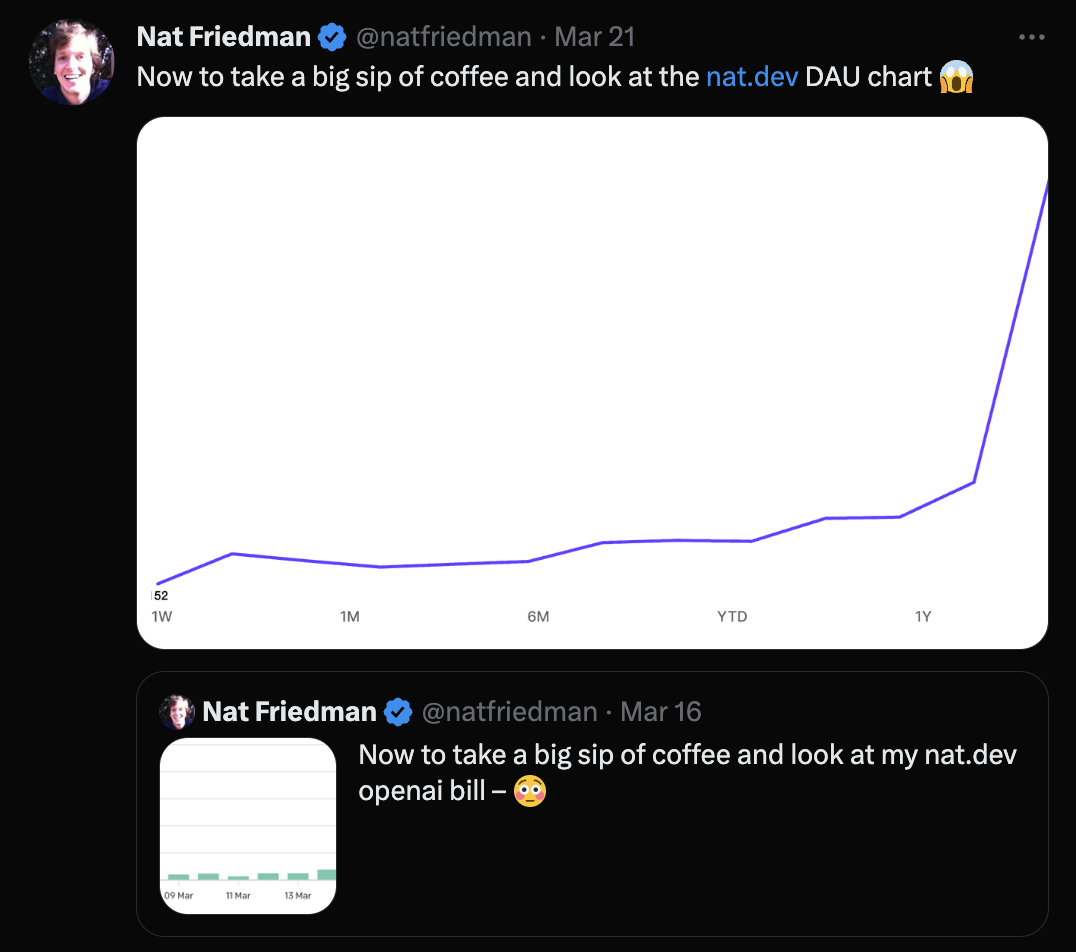 Nat Friedman @natfriedman · Mar 21
Now to take a big sip of coffee and look at the nat.dev DAU chart 😱
52
1W 1M 6M YTD 1Y
Nat Friedman @natfriedman · Mar 16
Now to take a big sip of coffee and look at my nat.dev
openai bill – 😳
09 Mar 11 Mar 13 Mar